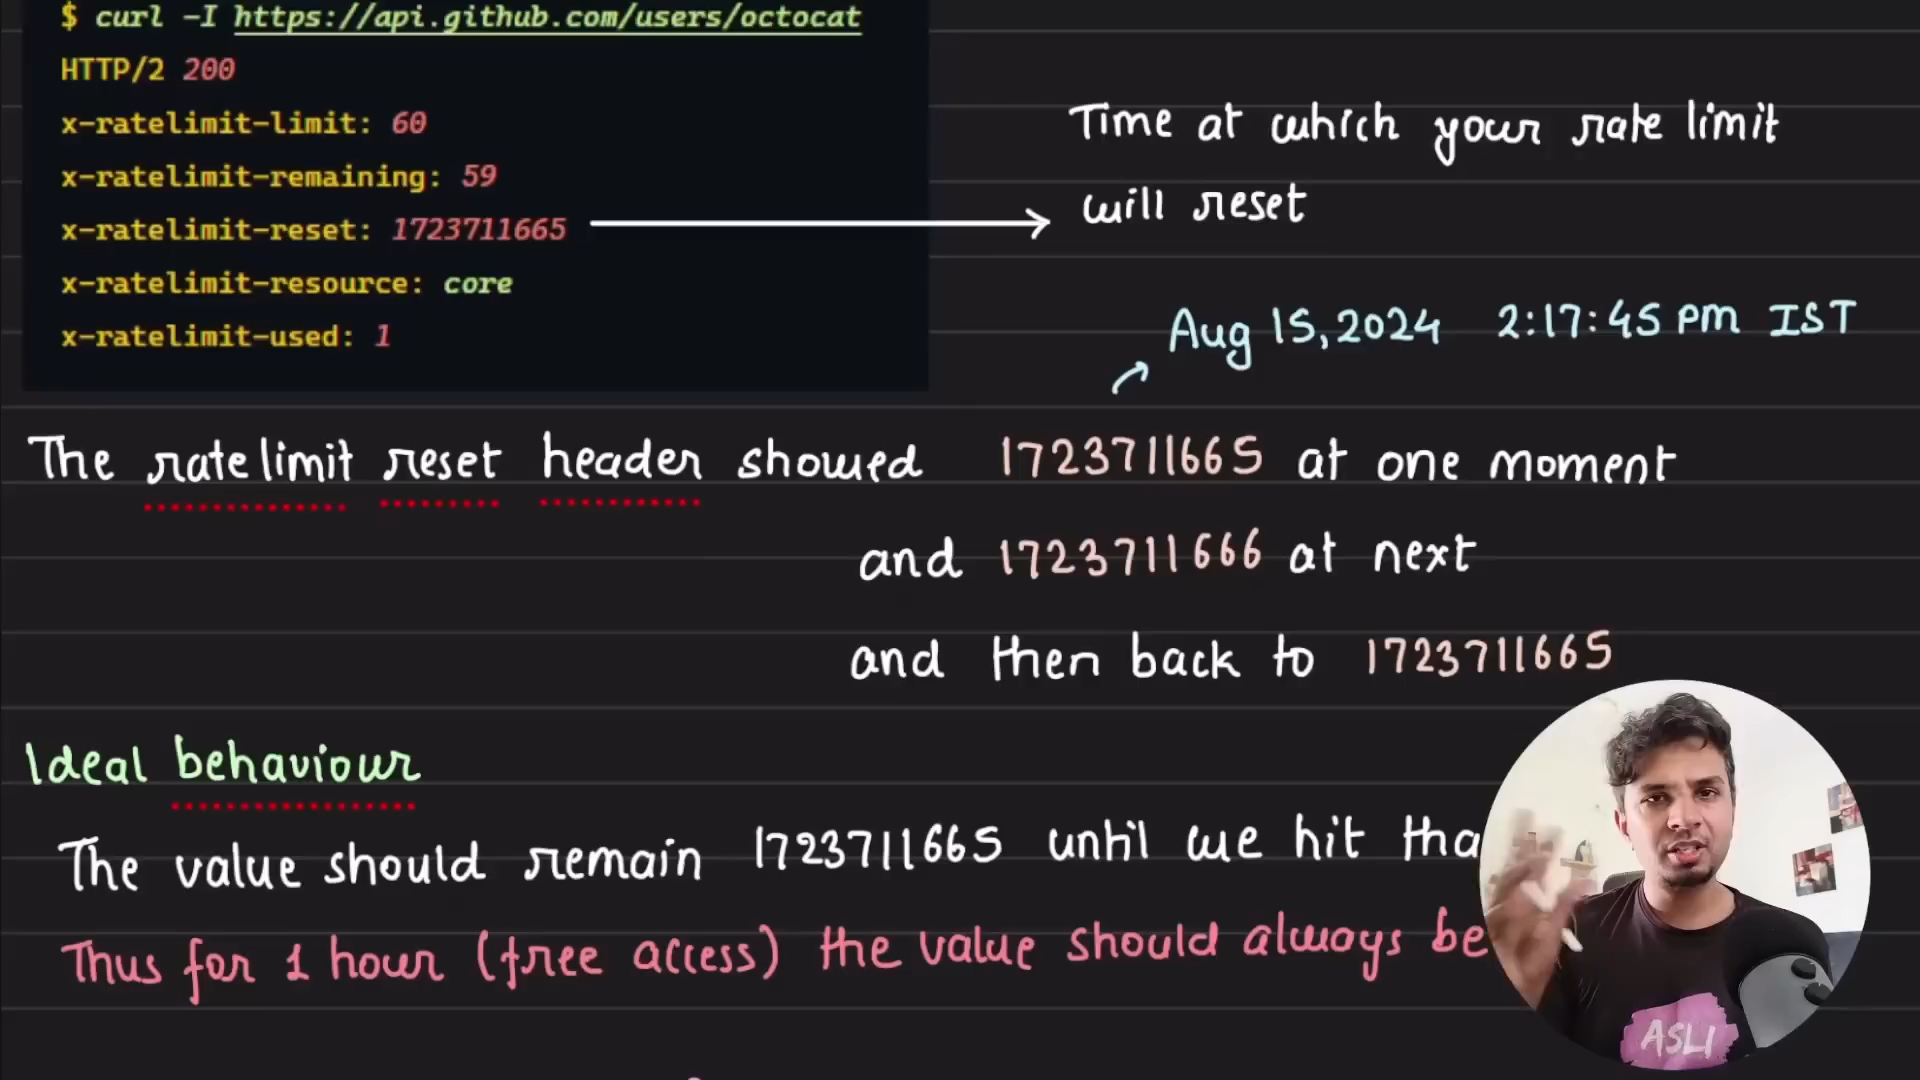 $ curl -I https://api.github.com/users/octocat
HTTP/2 200
x-ratelimit-limit: 60
x-ratelimit-remaining: 59
x-ratelimit-reset: 1723711665
x-ratelimit-resource: core
x-ratelimit-used: 1
Time at which your rate limit
will reset
Aug 15, 2024 2:17:45 PM IST
The rate limit reset header showed 1723711665 at one moment
and 1723711666 at next
and then back to 1723711665
Ideal behaviour
The value should remain 1723711665 until we hit tha
Thus for 1 hour (free access) the value should always be
ASLI